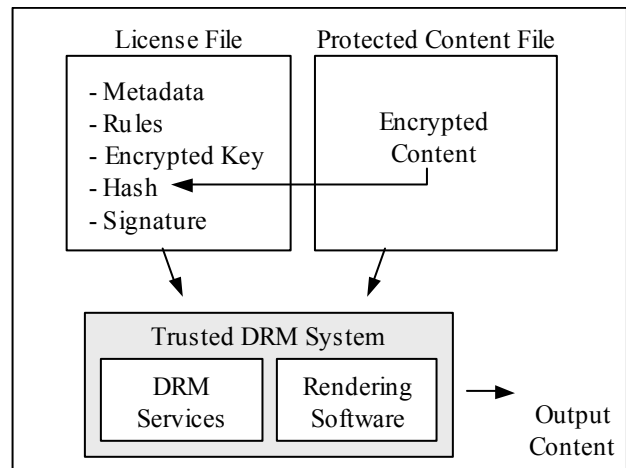 License File
Protected Content File
- Metadata
- Rules
- Encrypted Key
- Hash
- Signature
Encrypted
Content
Trusted DRM System
DRM
Services
Rendering
Software
Output
Content